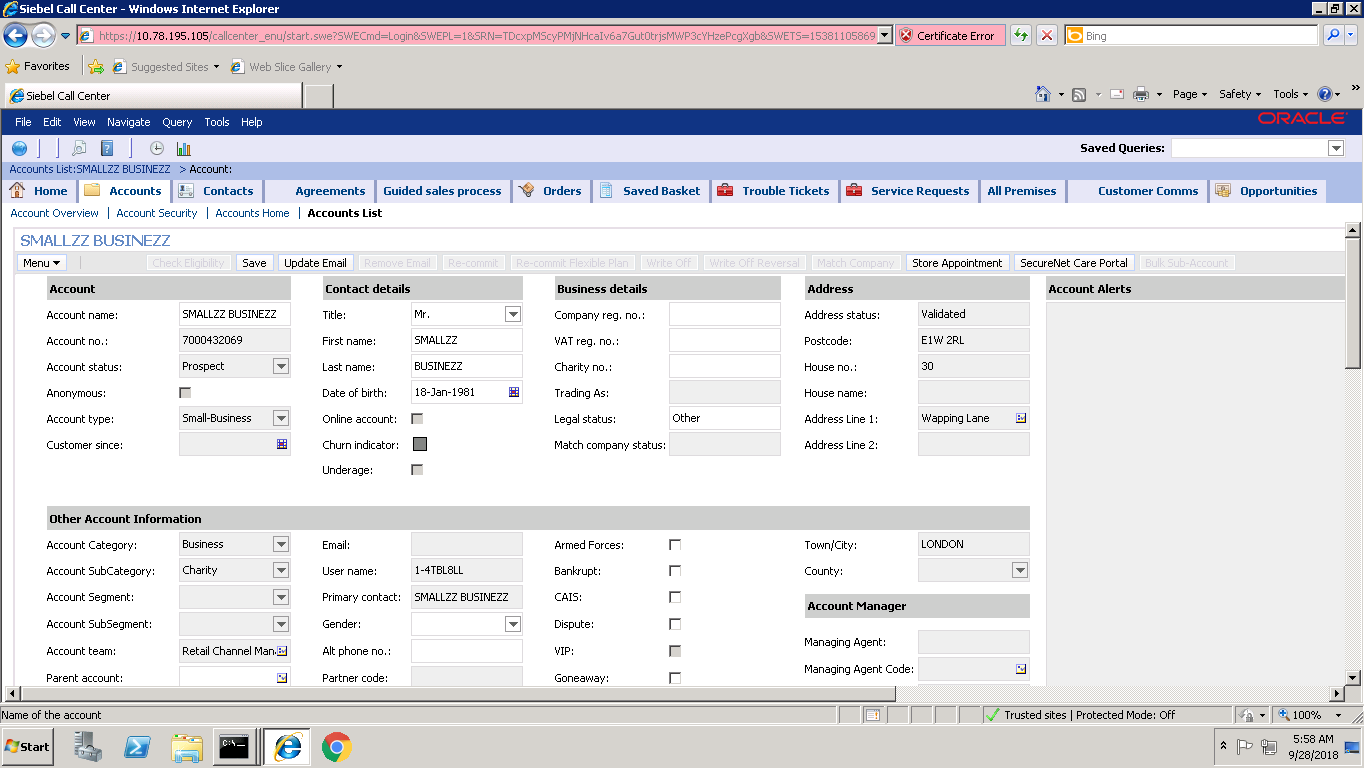 Siebel Call Center - Windows Internet Explorer
https://10.78.195.105/callcenter_enu/start.swe?SWECmd=Login&SWEPL=1&SRN=TDcxpMScyPMjNHcaIv6a7Gut0trjsMWP3cYHzePcgXgb&SWETS=15381105869 Certificate Error Bing
Favorites Suggested Sites Web Slice Gallery
Siebel Call Center Page Safety Tools
File Edit View Navigate Query Tools Help ORACLE
Saved Queries:
Accounts List:SMALLZZ BUSINEZZ > Account:
Home Accounts Contacts Agreements Guided sales process Orders Saved Basket Trouble Tickets Service Requests All Premises Customer Comms Opportunities
Account Overview | Account Security | Accounts Home | Accounts List
SMALLZZ BUSINEZZ
Menu Check Eligibility Save Update Email Remove Email Re-commit Re-commit Flexible Plan Write Off Write Off Reversal Match Company Store Appointment SecureNet Care Portal Bulk Sub-Account
Account Contact details Business details Address Account Alerts
Account name: SMALLZZ BUSINEZZ Title: Mr. Company reg. no.: Address status: Validated
Account no.: 7000432069 First name: SMALLZZ VAT reg. no.: Postcode: E1W 2RL
Account status: Prospect Last name: BUSINEZZ Charity no.: House no.: 30
Anonymous: Date of birth: 18-Jan-1981 Trading As: House name:
Account type: Small-Business Online account: Legal status: Other Address Line 1: Wapping Lane
Customer since: Churn indicator: Match company status: Address Line 2:
Underage:
Other Account Information
Account Category: Business Email: Armed Forces: Town/City: LONDON
Account SubCategory: Charity User name: 1-4TBL8LL Bankrupt: County:
Account Segment: Primary contact: SMALLZZ BUSINEZZ CAIS: Account Manager
Account SubSegment: Gender: Dispute:
Account team: Retail Channel Man Alt phone no.: VIP: Managing Agent:
Parent account: Partner code: Goneaway: Managing Agent Code:
Name of the account Trusted sites | Protected Mode: Off 100%
Start C:\. 5:58 AM
9/28/2018